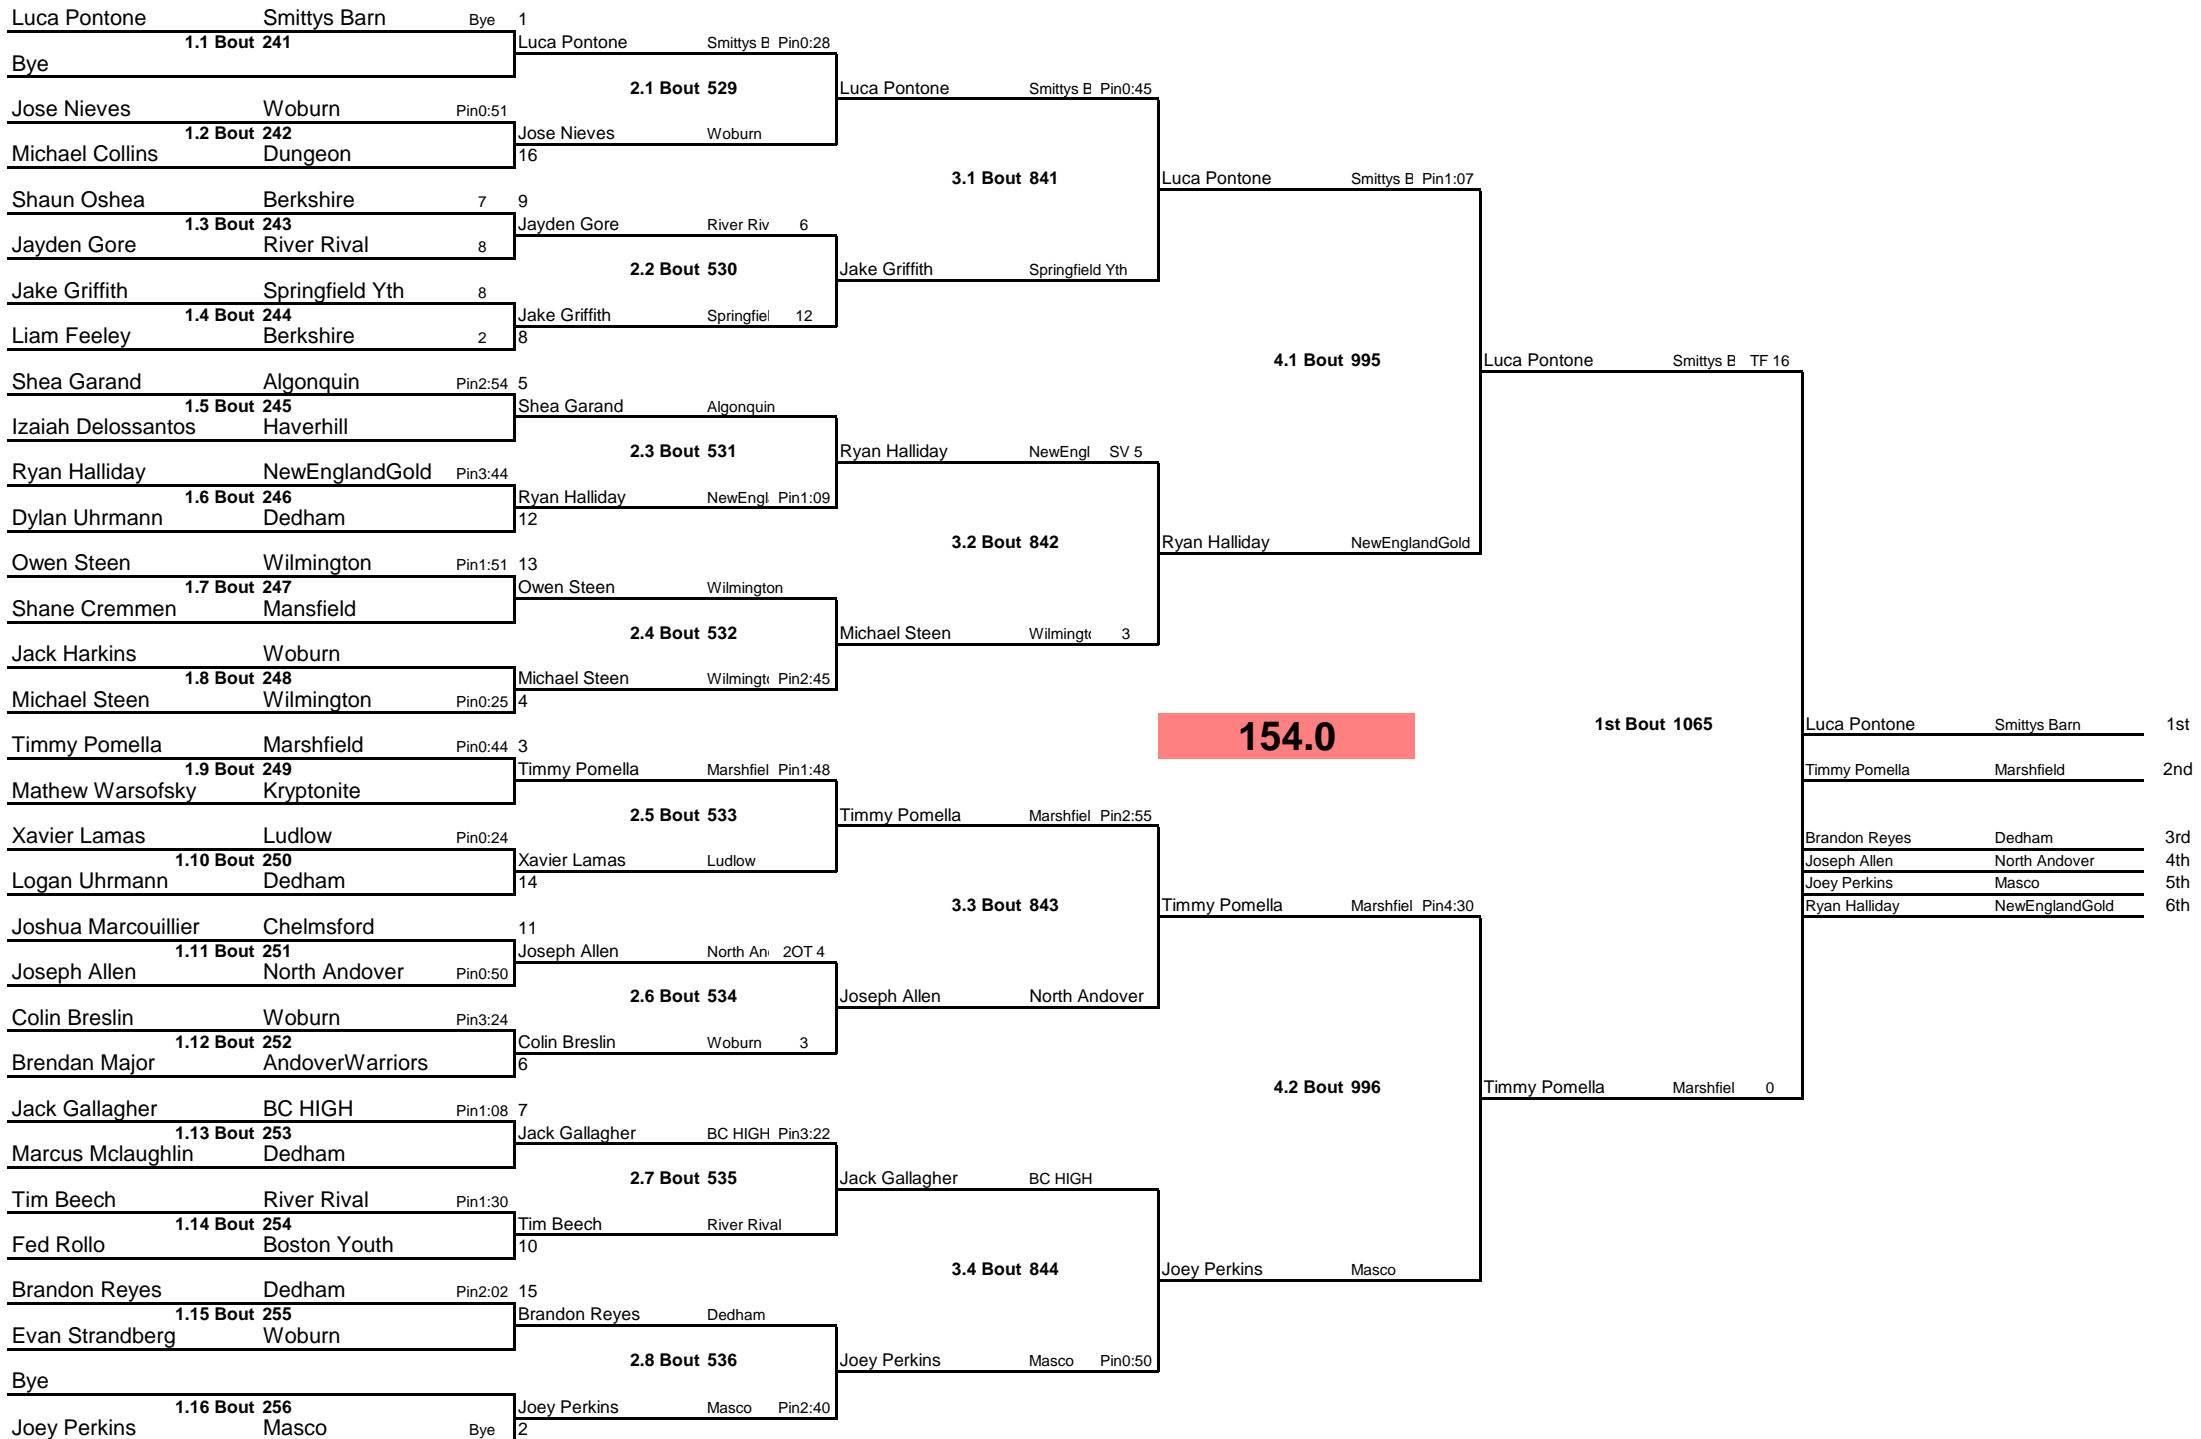 Luca Pontone Smittys Barn Bye 1
1.1 Bout 241
Luca Pontone Smittys B Pin0:28
Bye
2.1 Bout 529
Luca Pontone Smittys B Pin0:45
Jose Nieves Woburn Pin0:51
1.2 Bout 242
Jose Nieves Woburn
Michael Collins Dungeon
16
3.1 Bout 841
Luca Pontone Smittys B Pin1:07
Shaun Oshea Berkshire 7 9
1.3 Bout 243
Jayden Gore River Riv 6
Jayden Gore River Rival 8
2.2 Bout 530
Jake Griffith Springfield Yth
Jake Griffith Springfield Yth 8
1.4 Bout 244
Jake Griffith Springfiel 12
Liam Feeley Berkshire 2 8
4.1 Bout 995
Luca Pontone Smittys B TF 16
Shea Garand Algonquin Pin2:54 5
1.5 Bout 245
Shea Garand Algonquin
Izaiah Delossantos Haverhill
2.3 Bout 531
Ryan Halliday NewEngl SV 5
Ryan Halliday NewEnglandGold Pin3:44
1.6 Bout 246
Ryan Halliday NewEngl Pin1:09
Dylan Uhrmann Dedham
12
3.2 Bout 842
Ryan Halliday NewEnglandGold
Owen Steen Wilmington Pin1:51 13
1.7 Bout 247
Owen Steen Wilmington
Shane Cremmen Mansfield
2.4 Bout 532
Michael Steen Wilmingt 3
Jack Harkins Woburn
1.8 Bout 248
Michael Steen Wilmingt Pin2:45
Michael Steen Wilmington Pin0:25 4
154.0
1st Bout 1065
Luca Pontone Smittys Barn 1st
Timmy Pomella Marshfield Pin0:44 3
1.9 Bout 249
Timmy Pomella Marshfiel Pin1:48
Timmy Pomella Marshfield 2nd
Mathew Warsofsky Kryptonite
2.5 Bout 533
Timmy Pomella Marshfiel Pin2:55
Xavier Lamas Ludlow Pin0:24
Brandon Reyes Dedham 3rd
1.10 Bout 250
Xavier Lamas Ludlow
Joseph Allen North Andover 4th
Logan Uhrmann Dedham
14
Joey Perkins Masco 5th
3.3 Bout 843
Timmy Pomella Marshfiel Pin4:30
Ryan Halliday NewEnglandGold 6th
Joshua Marcouillier Chelmsford 11
1.11 Bout 251
Joseph Allen North An 2OT 4
Joseph Allen North Andover Pin0:50
2.6 Bout 534
Joseph Allen North Andover
Colin Breslin Woburn Pin3:24
1.12 Bout 252
Colin Breslin Woburn 3
Brendan Major AndoverWarriors
6
4.2 Bout 996
Timmy Pomella Marshfiel 0
Jack Gallagher BC HIGH Pin1:08 7
1.13 Bout 253
Jack Gallagher BC HIGH Pin3:22
Marcus Mclaughlin Dedham
2.7 Bout 535
Jack Gallagher BC HIGH
Tim Beech River Rival Pin1:30
1.14 Bout 254
Tim Beech River Rival
Fed Rollo Boston Youth
10
3.4 Bout 844
Joey Perkins Masco
Brandon Reyes Dedham Pin2:02 15
1.15 Bout 255
Brandon Reyes Dedham
Evan Strandberg Woburn
2.8 Bout 536
Joey Perkins Masco Pin0:50
Bye
1.16 Bout 256
Joey Perkins Masco Pin2:40
Joey Perkins Masco Bye 2